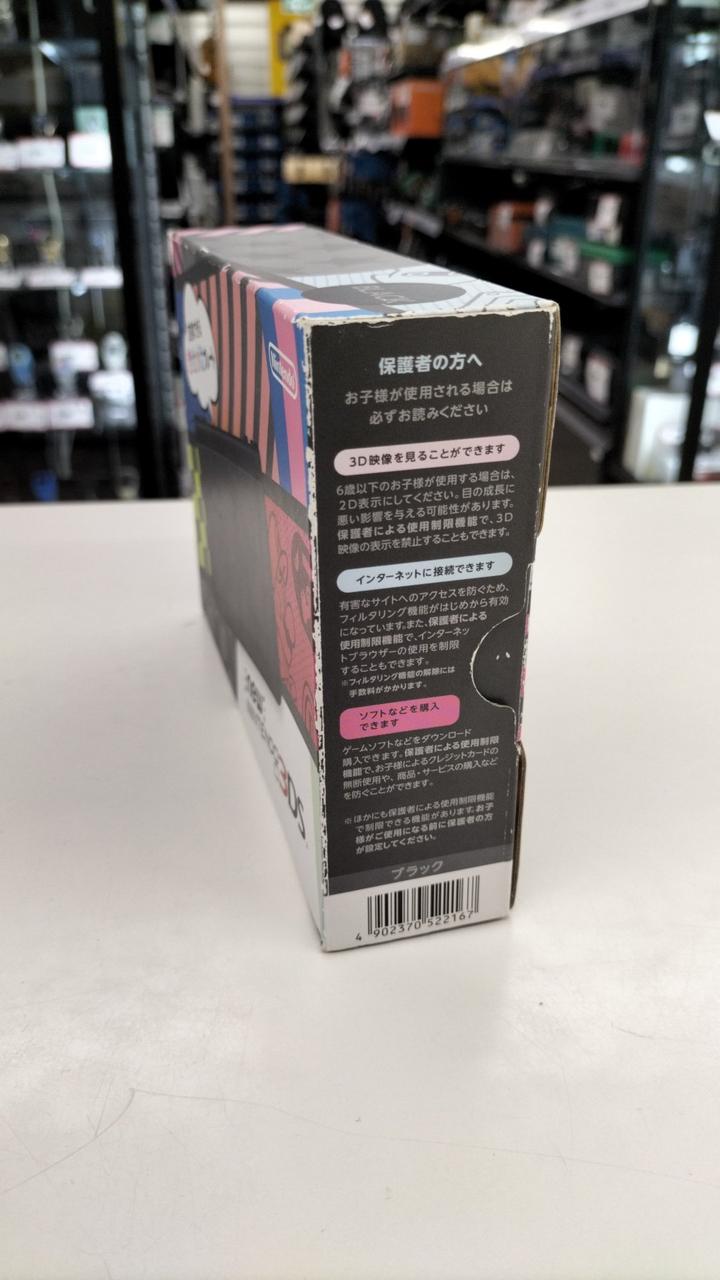 保護者の方へ
お子様が使用される場合は
必ずお読みください
3D映像を見ることができます
6歳以下のお子様が使用する場合は、
2D表示にしてください。目の成長に
悪い影響を与える可能性があります。
保護者による使用制限機能で、3D
映像の表示を禁止することもできます。
インターネットに接続できます
有害なサイトへのアクセスを防ぐため、
フィルタリング機能がはじめから有効
になっています。また、保護者による
使用制限機能で、インターネッ
トブラウザーの使用を制限
することもできます。
※フィルタリング機能の解除には
手数料がかかります。
ソフトなどを購入
できます
ゲームソフトなどをダウンロード
購入できます。保護者による使用制限
機能で、お子様によるクレジットカードの
無断使用や、商品・サービスの購入など
を防ぐことができます。
※ほかにも保護者による使用制限機能
で制限できる機能があります。お子
様がご使用になる前に保護者の方
が設定してください。
ブラック
4 902370 522167
Nintendo
BLACK
new
3DS